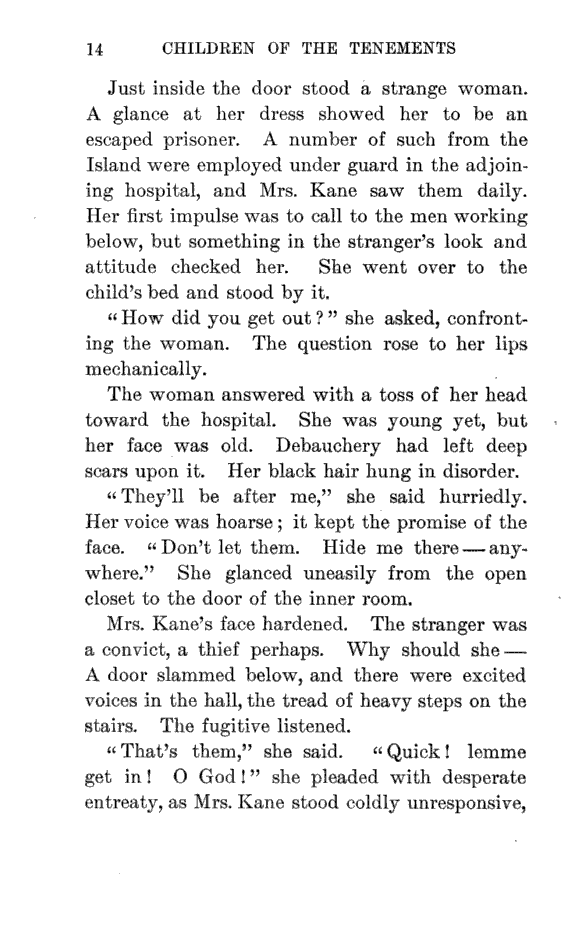 14 CHILDREN OF THE TENEMENTS
Just inside the door stood a strange woman.
A glance at her dress showed her to be an
escaped prisoner. A number of such from the
Island were employed under guard in the adjoin-
ing hospital, and Mrs. Kane saw them daily.
Her first impulse was to call to the men working
below, but something in the stranger's look and
attitude checked her. She went over to the
child's bed and stood by it.
"How did you get out?" she asked, confront-
ing the woman. The question rose to her lips
mechanically.
The woman answered with a toss of her head
toward the hospital. She was young yet, but
her face was old. Debauchery had left deep
scars upon it. Her black hair hung in disorder.
"They'll be after me," she said hurriedly.
Her voice was hoarse; it kept the promise of the
face. "Don't let them. Hide me there—any-
where." She glanced uneasily from the open
closet to the door of the inner room.
Mrs. Kane's face hardened. The stranger was
a convict, a thief perhaps. Why should she—
A door slammed below, and there were excited
voices in the hall, the tread of heavy steps on the
stairs. The fugitive listened.
"That's them," she said. "Quick! lemme
get in! O God!" she pleaded with desperate
entreaty, as Mrs. Kane stood coldly unresponsive,